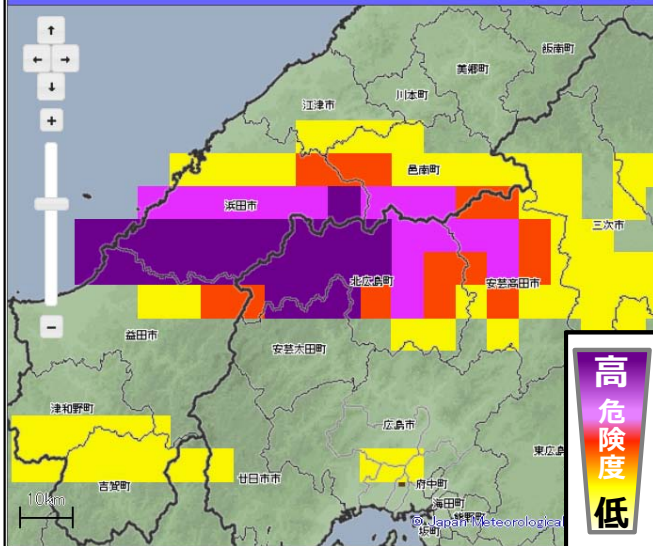 飯南町
美郷町
川本町
江津市
邑南町
浜田市
三次市
北広島町
安芸高田市
益田市
安芸太田町
津和野町
広島市
東広島
廿日市市
吉賀町
府中町
海田町
熊野町
坂町
10km
© Japan Meteorological
高
危
険
度
低